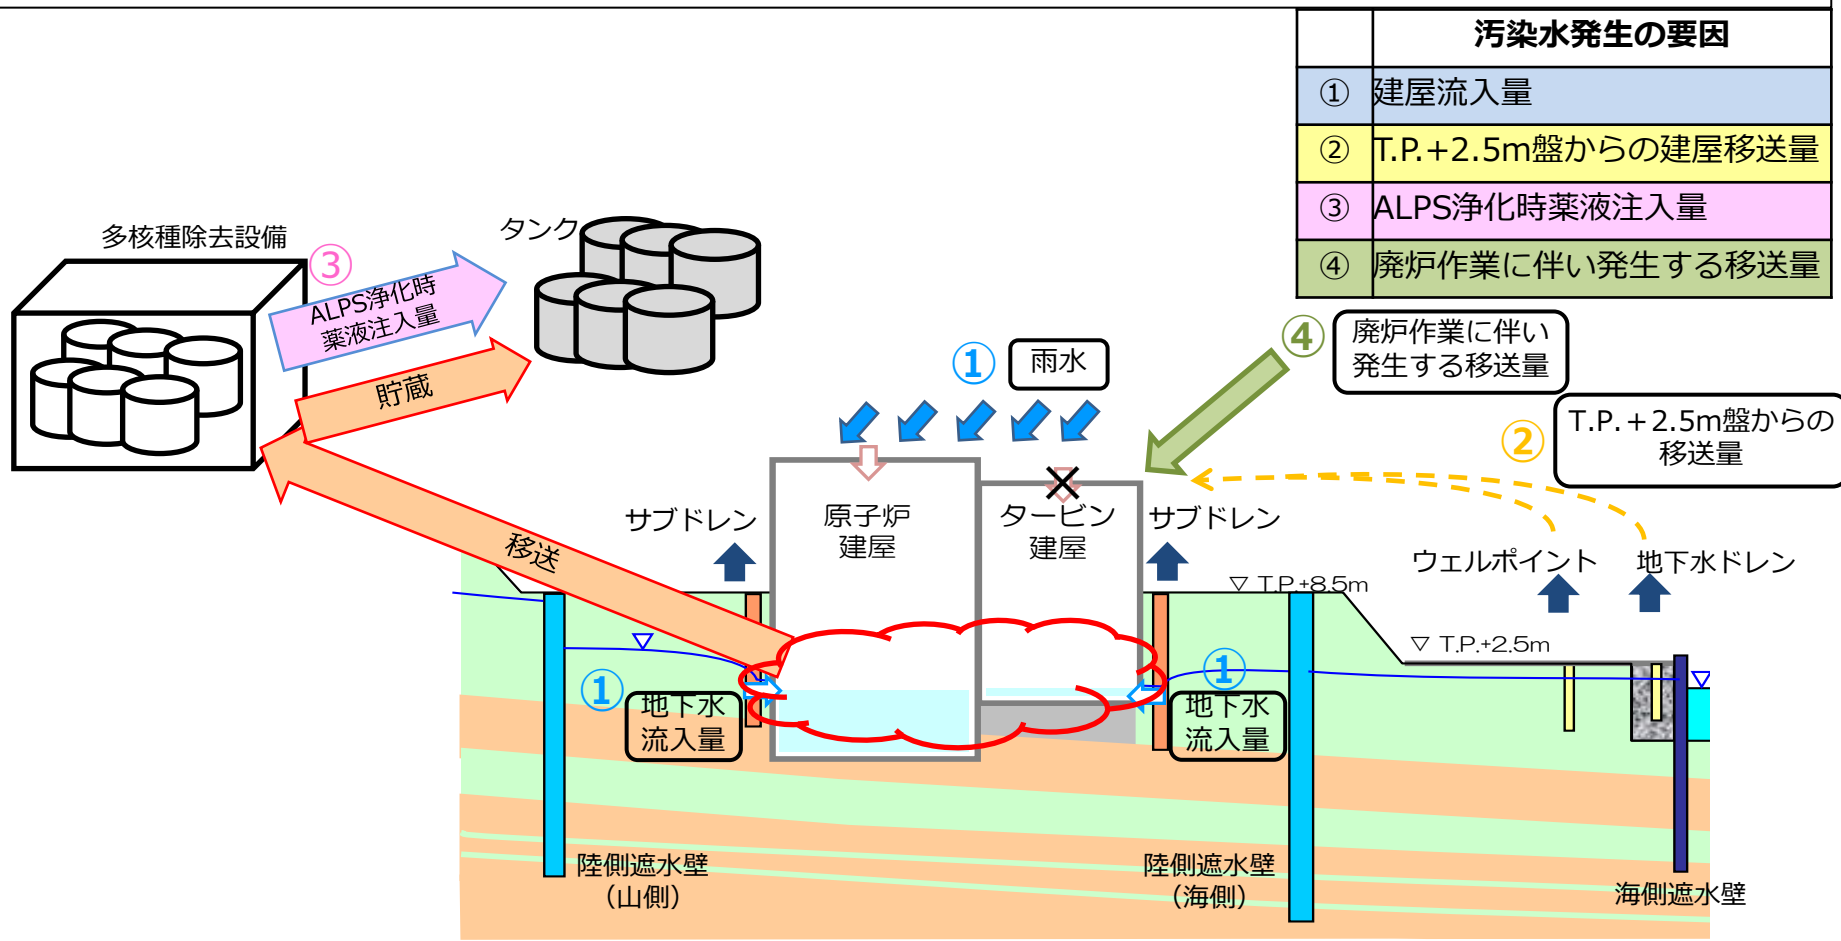 汚染水発生の要因
① 建屋流入量
② T.P.+2.5m盤からの建屋移送量
③ ALPS浄化時薬液注入量
④ 廃炉作業に伴い発生する移送量
多核種除去設備
③
ALPS浄化時
薬液注入量
タンク
貯蔵
移送
① 雨水
④ 廃炉作業に伴い
発生する移送量
② T.P.+2.5m盤からの
移送量
サブドレン
原子炉
建屋
タービン
建屋
サブドレン
ウェルポイント
地下水ドレン
▽ T.P.+8.5m
▽ T.P.+2.5m
① 地下水
流入量
① 地下水
流入量
陸側遮水壁
（山側）
陸側遮水壁
（海側）
海側遮水壁